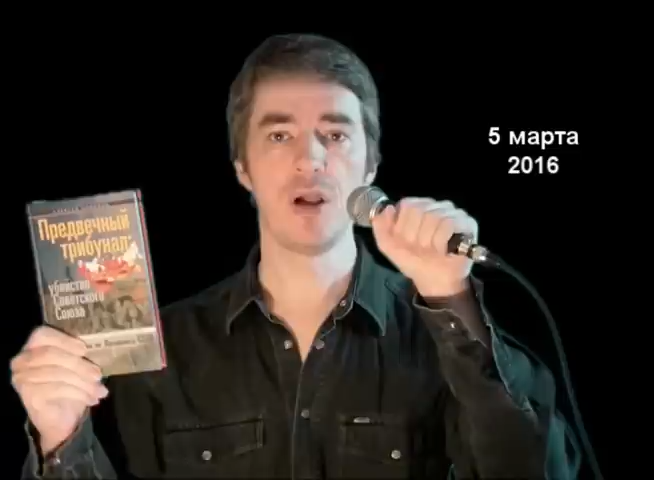 Предвечный
трибунал:
убийство
Советского
Союза
5 марта
2016